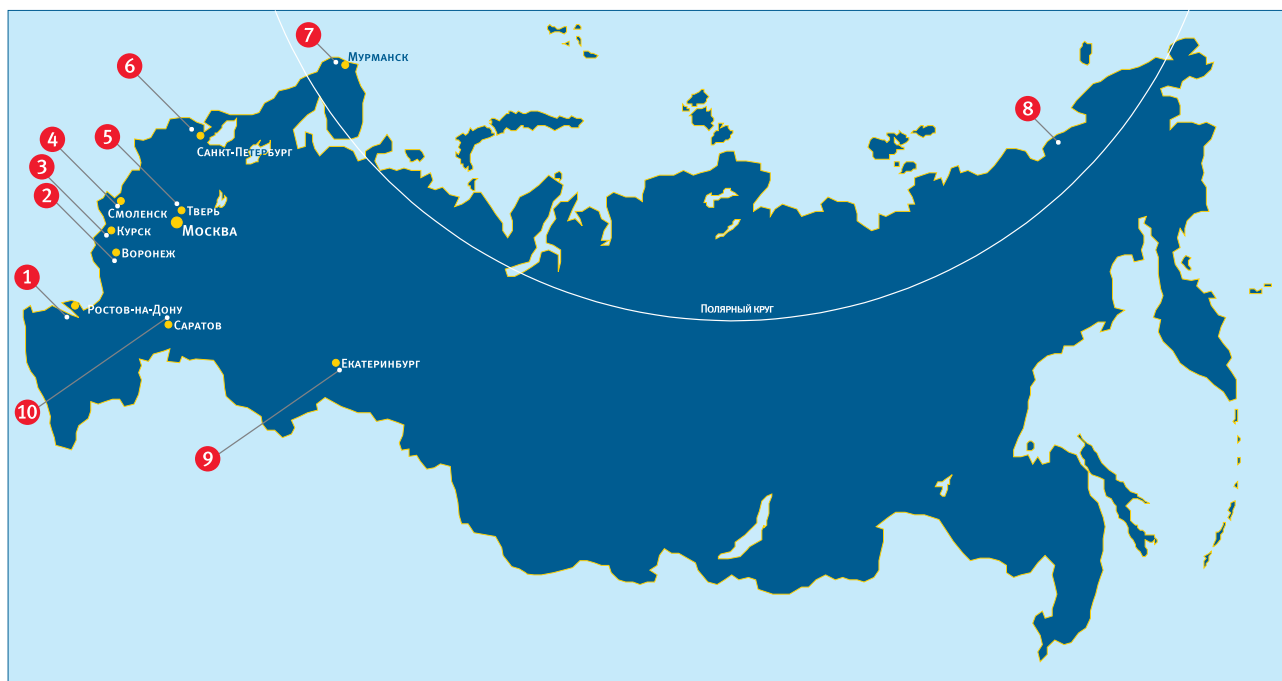 7
Мурманск
6
8
5
4
Санкт-Петербург
3
2
Смоленск
Тверь
Курск
Москва
Воронеж
1
Ростов-на-Дону
Полярный круг
Саратов
Екатеринбург
10
9